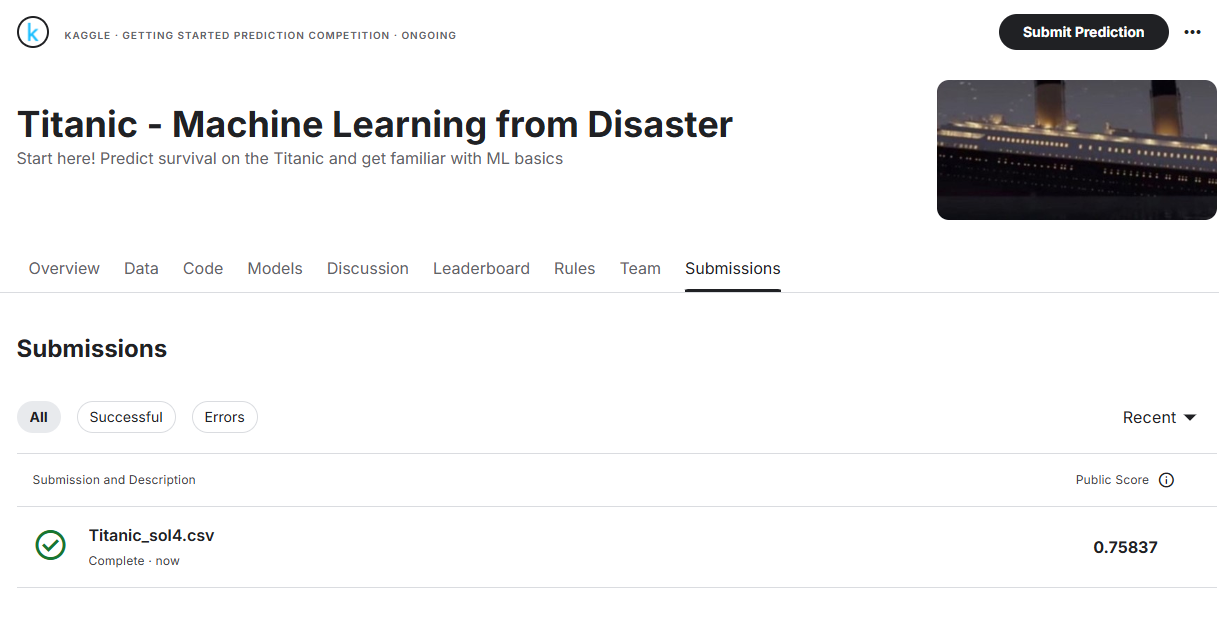 k KAGGLE · GETTING STARTED PREDICTION COMPETITION · ONGOING
Submit Prediction
Titanic - Machine Learning from Disaster
Start here! Predict survival on the Titanic and get familiar with ML basics
Overview Data Code Models Discussion Leaderboard Rules Team Submissions
Submissions
All Successful Errors Recent
Submission and Description Public Score
Titanic_sol4.csv
Complete · now
0.75837